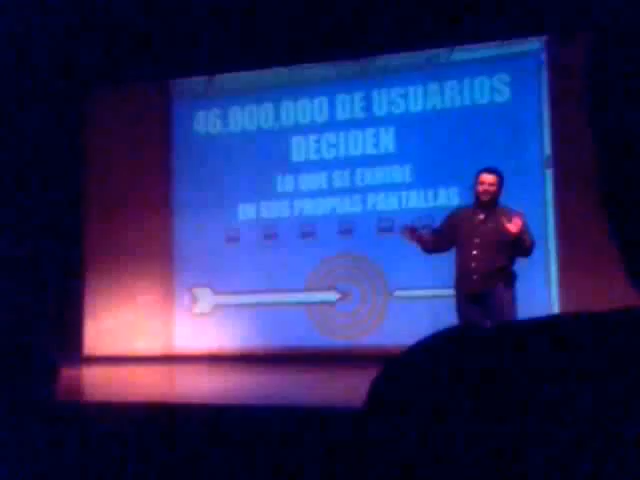 46.000,000 DE USUARIOS
DECIDEN
LO QUE SE EXHIBE
EN SUS PROPIAS PANTALLAS